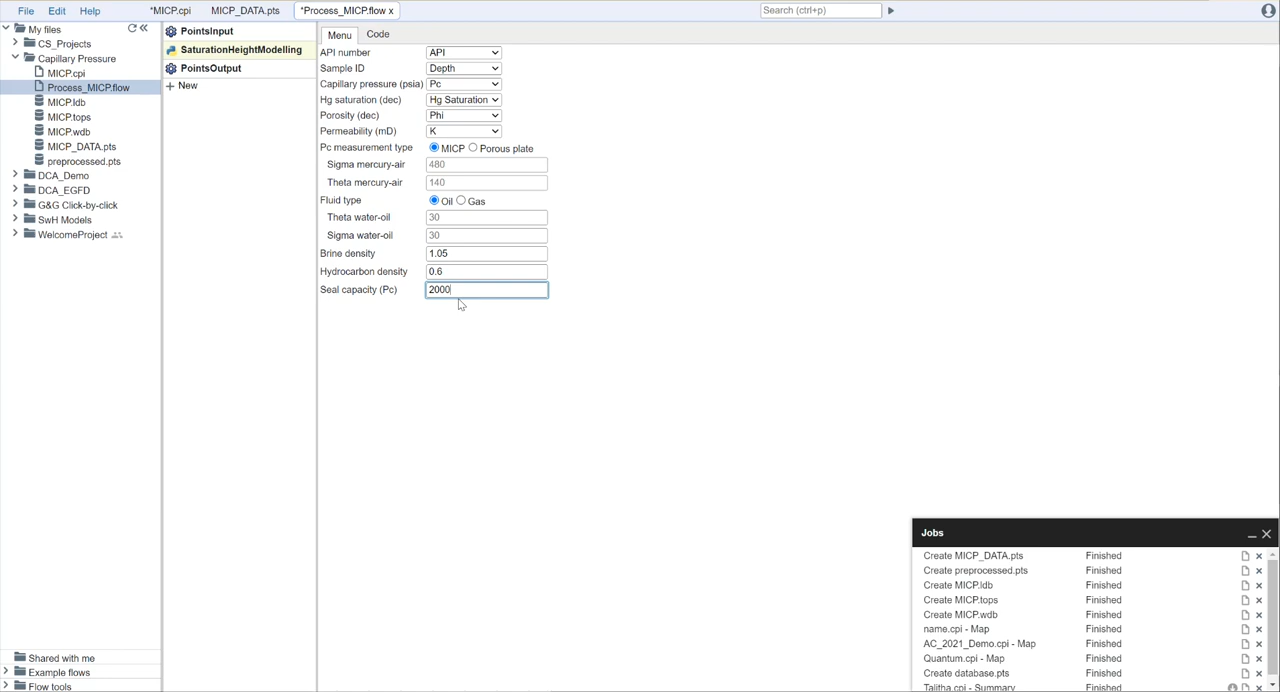 File Edit Help *MICP.cpi MICP_DATA.pts *Process_MICP.flow x Search (ctrl+p)
My files
CS_Projects
Capillary Pressure
MICP.cpi
Process_MICP.flow
MICP.ldb
MICP.tops
MICP.wdb
MICP_DATA.pts
preprocessed.pts
DCA_Demo
DCA_EGFD
G&G Click-by-click
SwH Models
WelcomeProject
Shared with me
Example flows
Flow tools
PointsInput
SaturationHeightModelling
PointsOutput
+ New
Menu Code
API number API
Sample ID Depth
Capillary pressure (psia) Pc
Hg saturation (dec) Hg Saturation
Porosity (dec) Phi
Permeability (mD) K
Pc measurement type MICP Porous plate
Sigma mercury-air 480
Theta mercury-air 140
Fluid type Oil Gas
Theta water-oil 30
Sigma water-oil 30
Brine density 1.05
Hydrocarbon density 0.6
Seal capacity (Pc) 2000
Jobs
Create MICP_DATA.pts Finished
Create preprocessed.pts Finished
Create MICP.ldb Finished
Create MICP.tops Finished
Create MICP.wdb Finished
name.cpi - Map Finished
AC_2021_Demo.cpi - Map Finished
Quantum.cpi - Map Finished
Create database.pts Finished
Talitha.cpi - Summary Finished